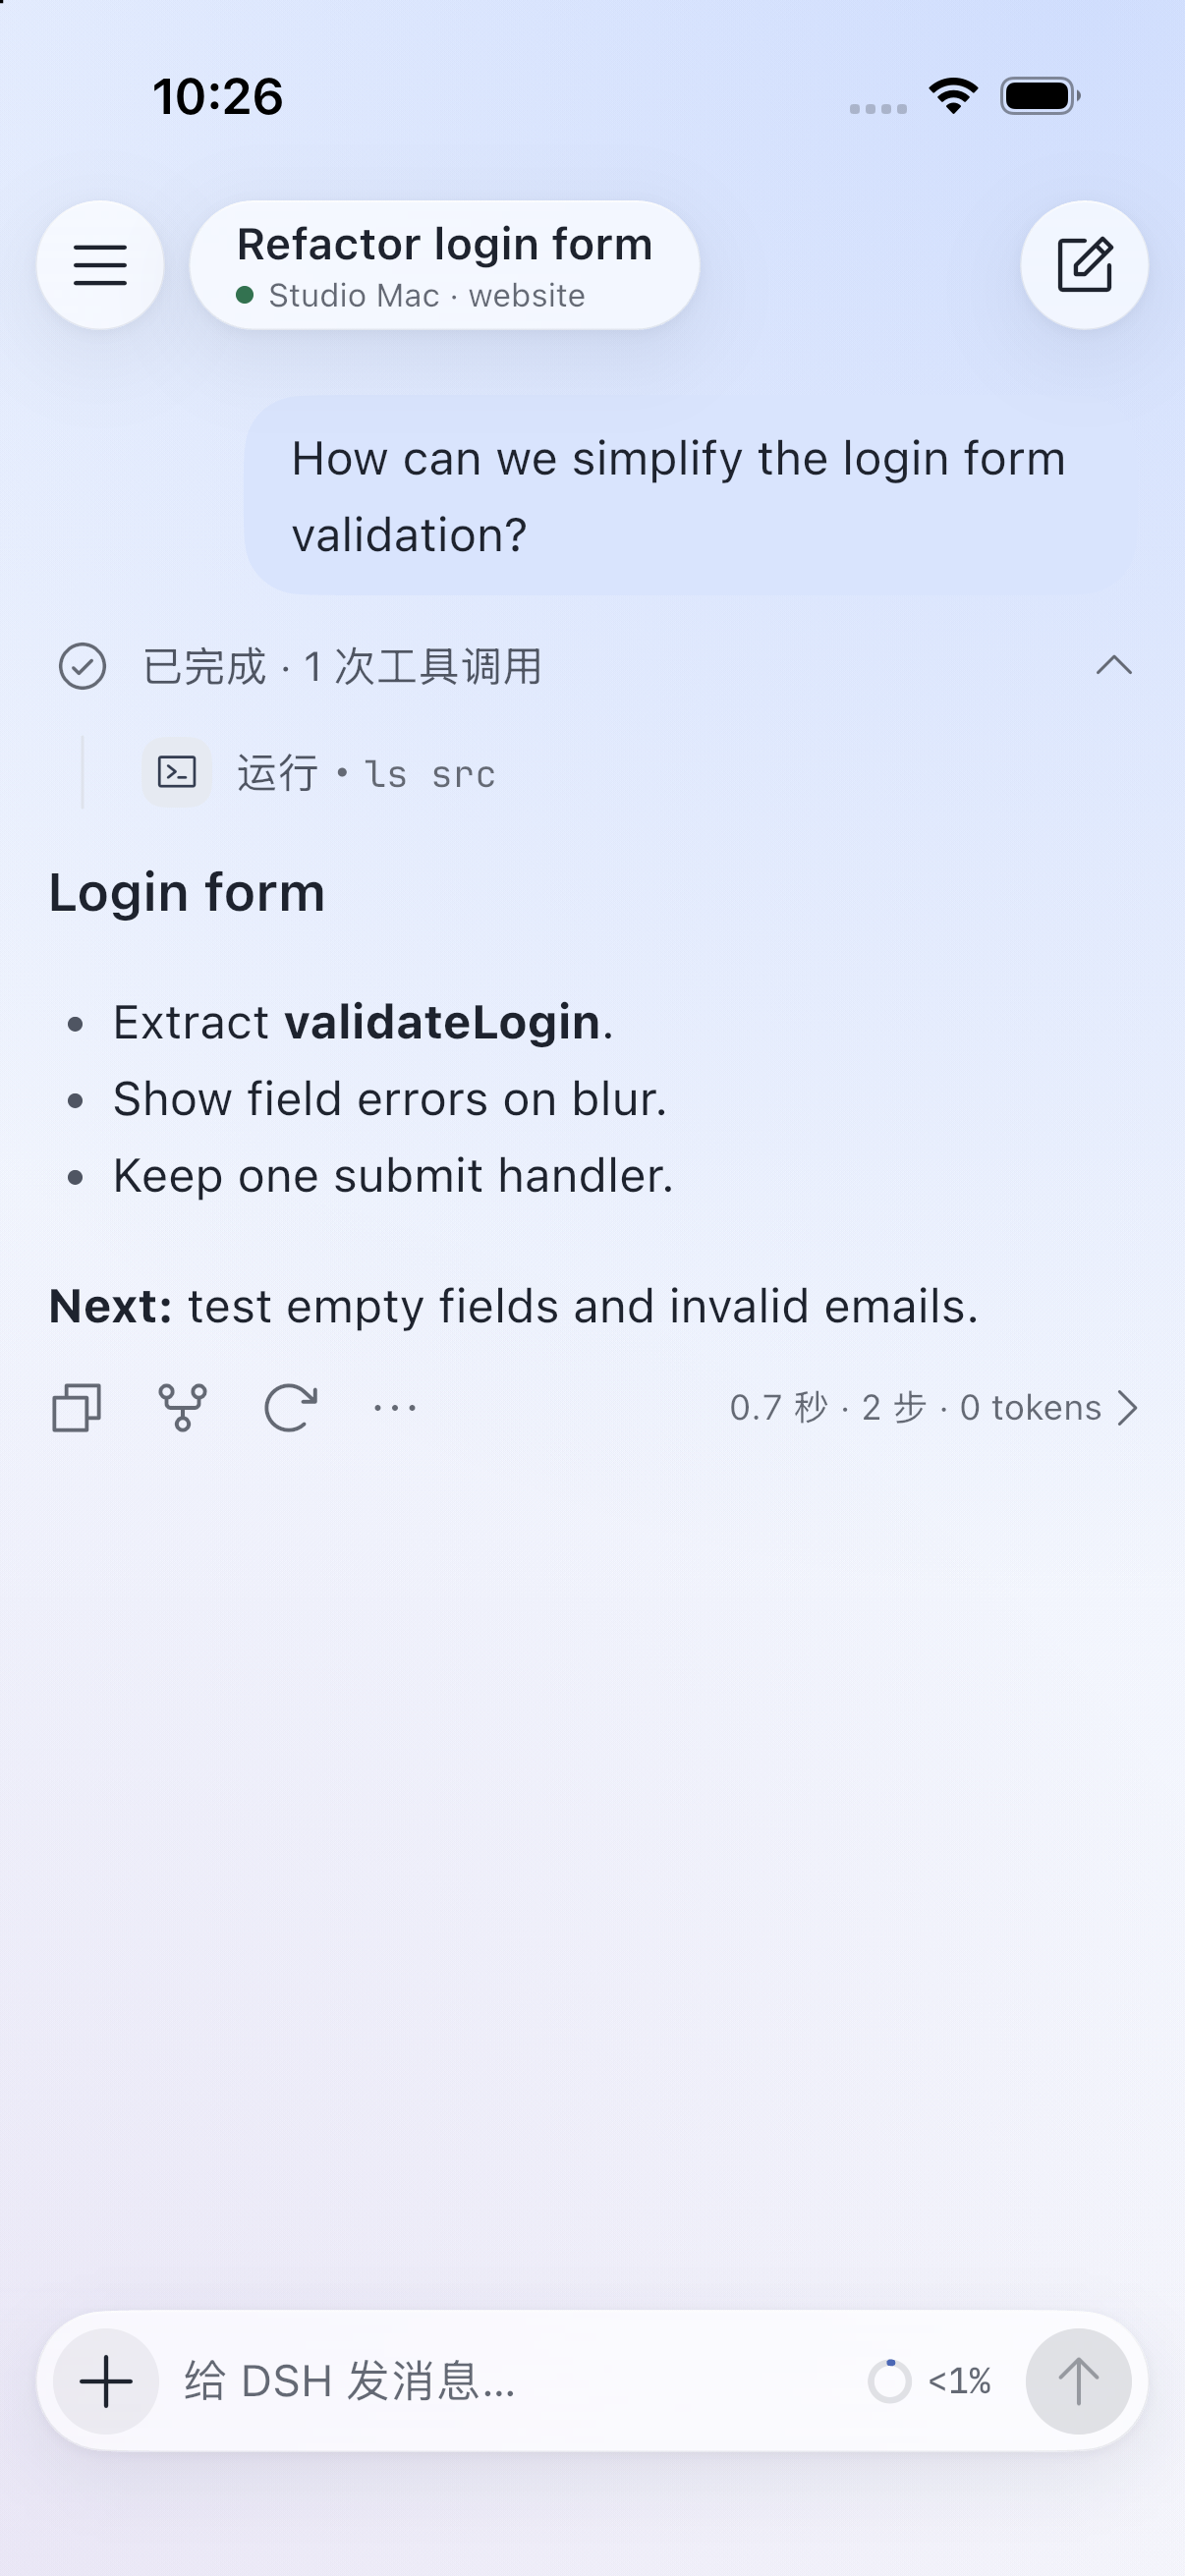 10:26
Refactor login form
Studio Mac · website
How can we simplify the login form
validation?
已完成 · 1 次工具调用
运行 • ls src
Login form
• Extract validateLogin.
• Show field errors on blur.
• Keep one submit handler.
Next: test empty fields and invalid emails.
0.7 秒 · 2 步 · 0 tokens
给 DSH 发消息...
<1%